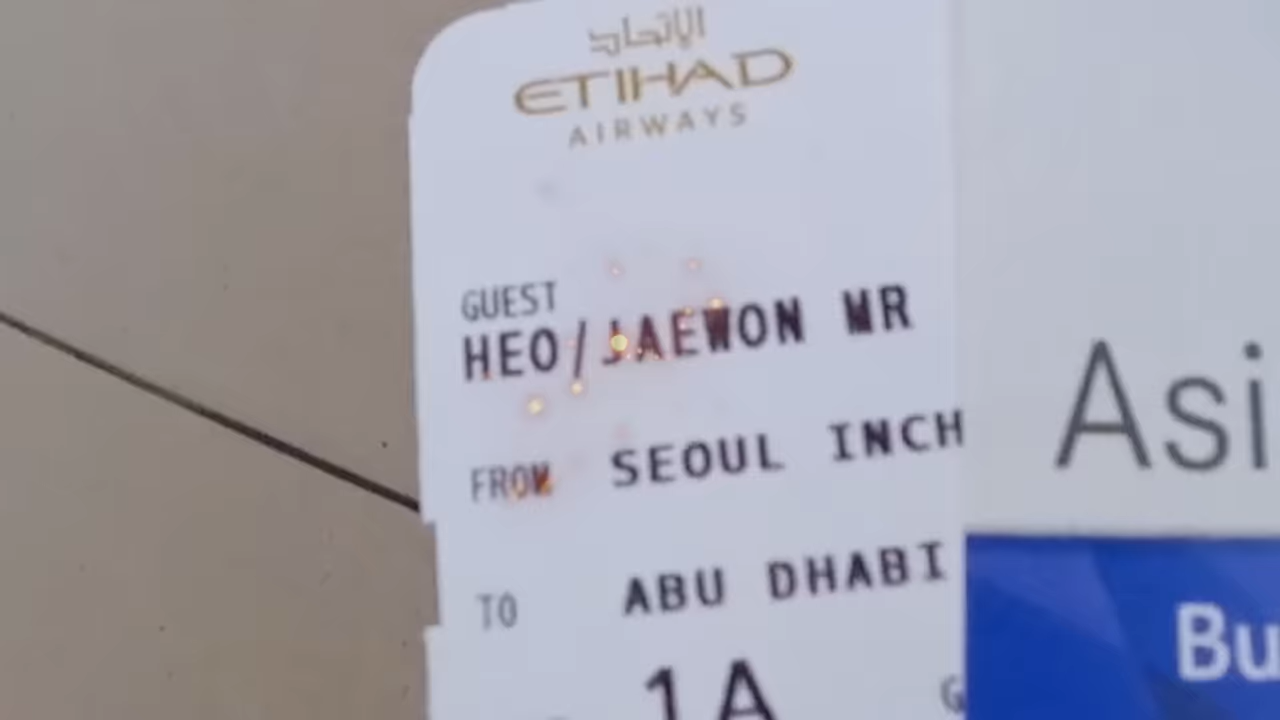 الاتحاد
ETIHAD
AIRWAYS
GUEST
HEO/JAEWON MR
FROM SEOUL INCH
TO ABU DHABI
1A G
Asi
Bu